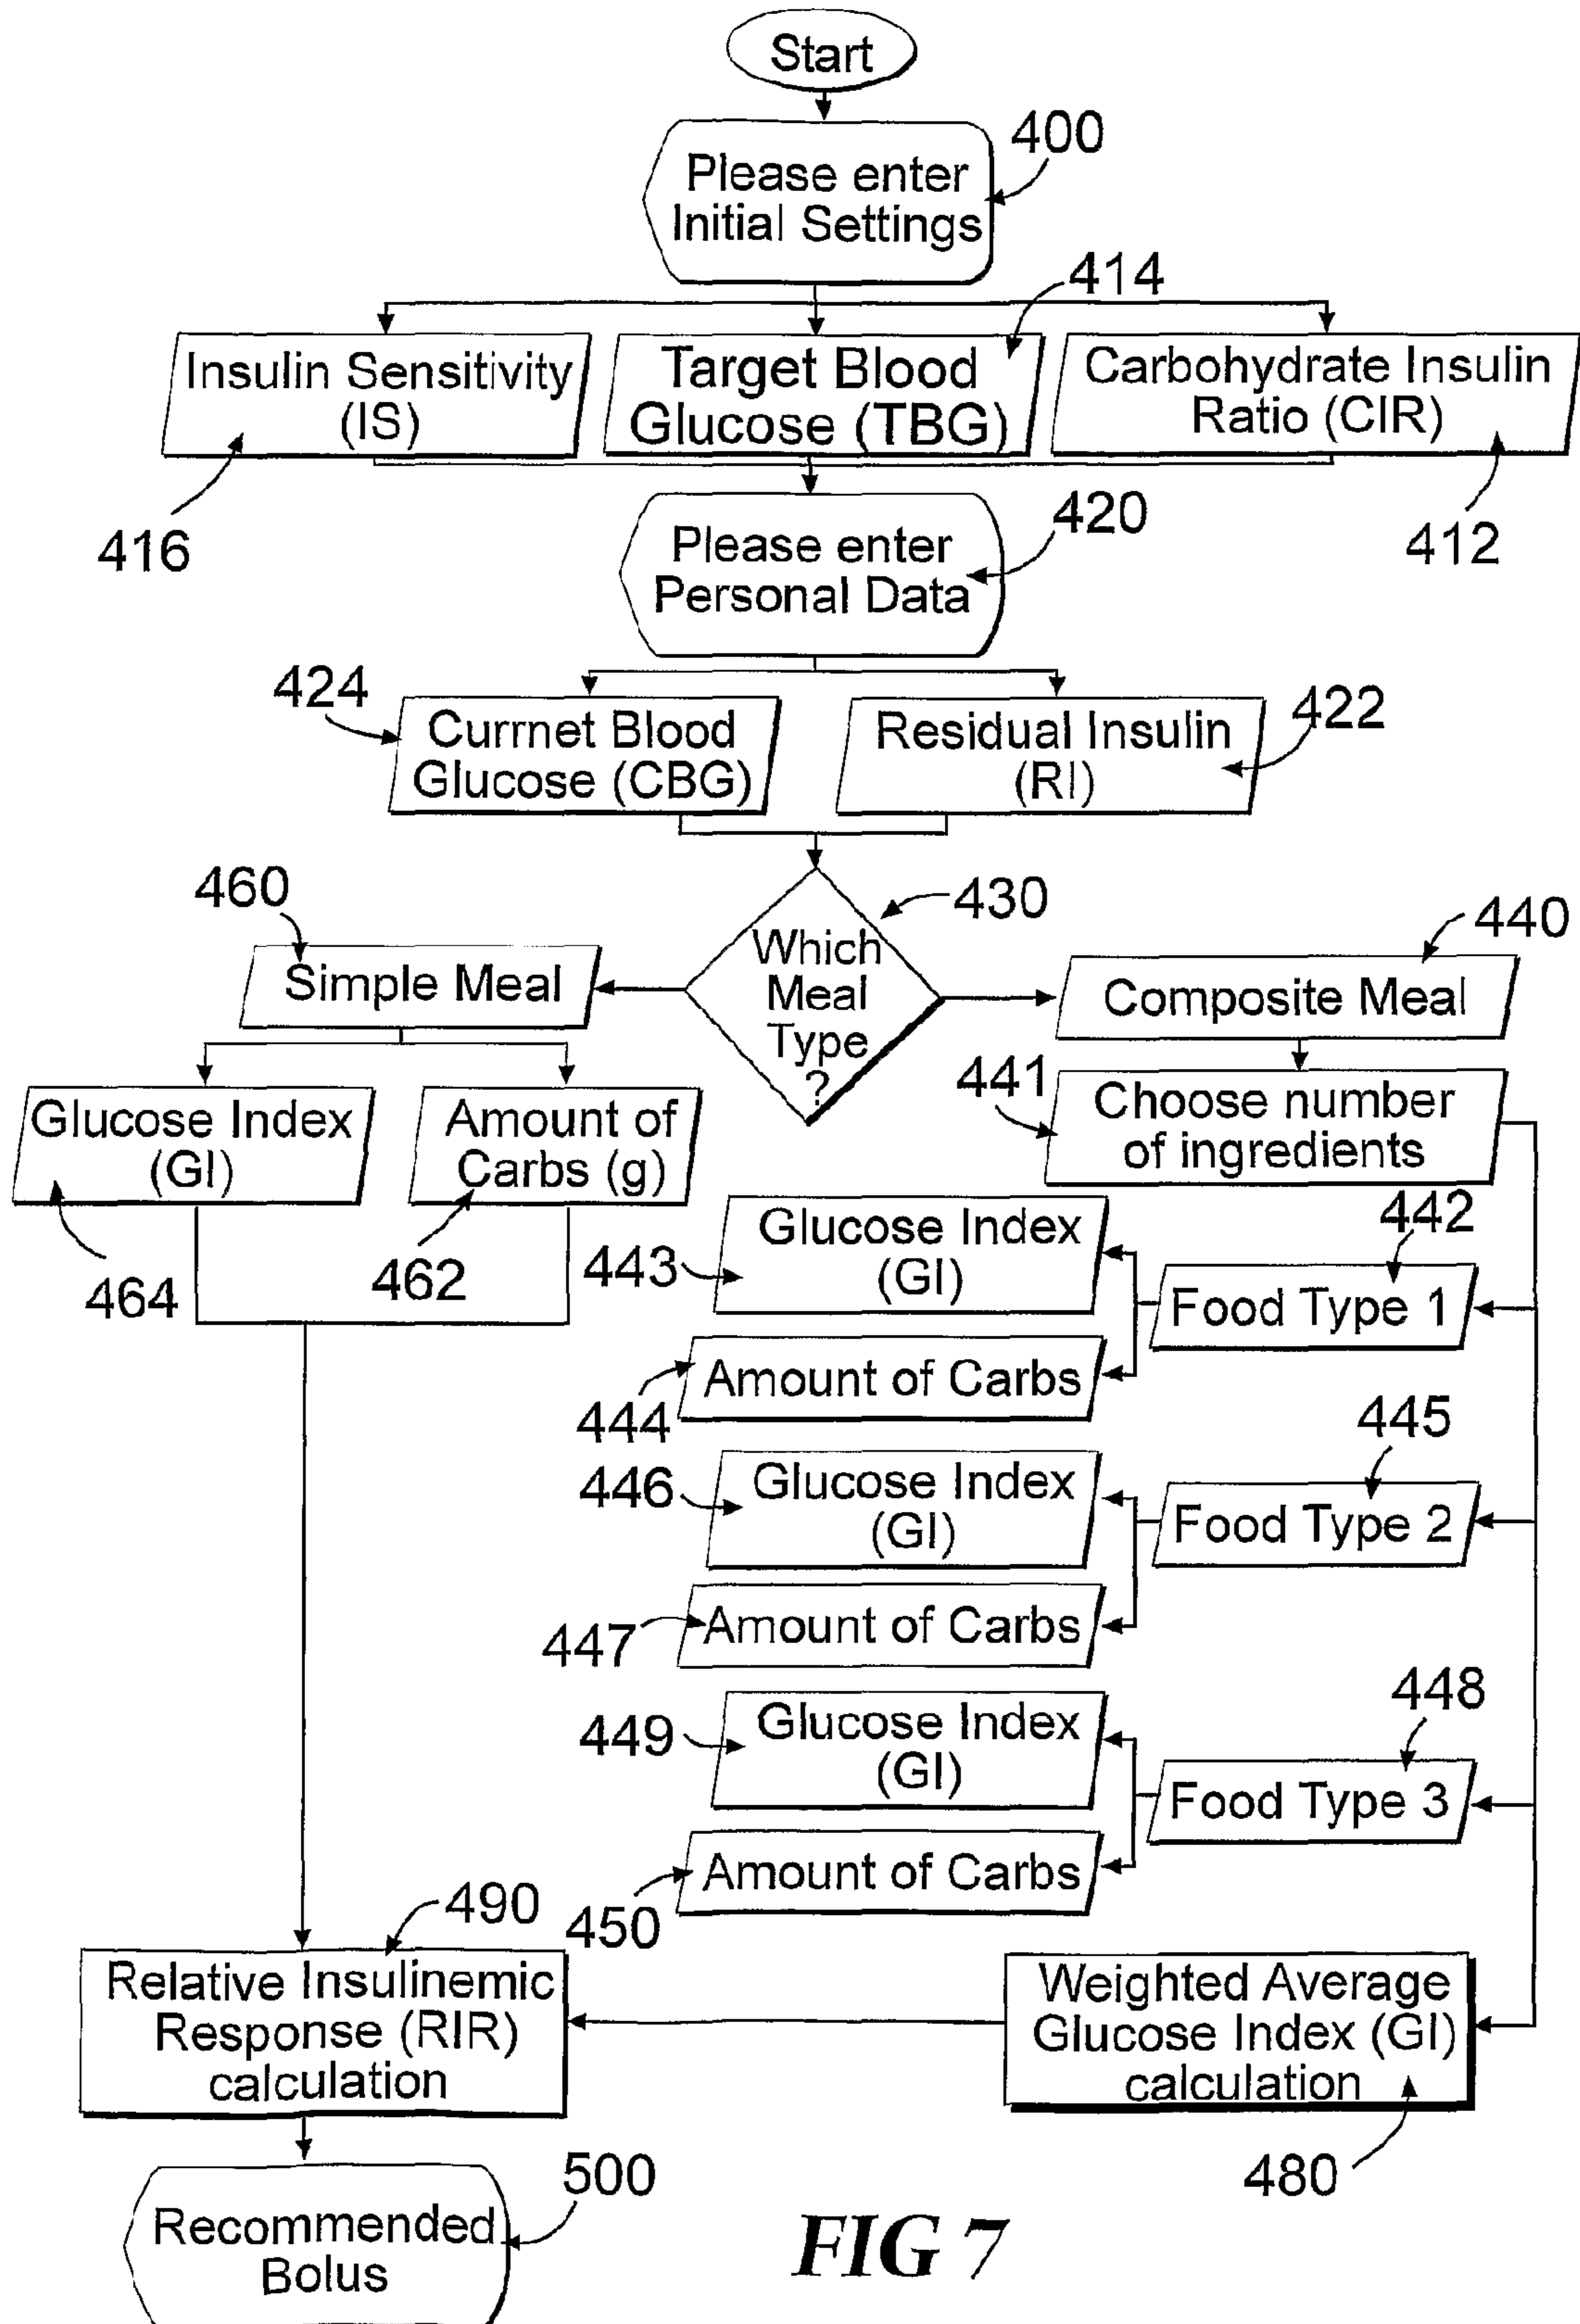 Start
400
Please enter
Initial Settings
414
Insulin Sensitivity
(IS)
Target Blood
Glucose (TBG)
Carbohydrate Insulin
Ratio (CIR)
416
412
420
Please enter
Personal Data
424
422
Currnet Blood
Glucose (CBG)
Residual Insulin
(RI)
460
430
440
Which
Meal
Type
?
Simple Meal
Composite Meal
441
Choose number
of ingredients
Glucose Index
(GI)
Amount of
Carbs (g)
464
462
442
443
Glucose Index
(GI)
Food Type 1
444
Amount of Carbs
445
446
Glucose Index
(GI)
Food Type 2
447
Amount of Carbs
448
449
Glucose Index
(GI)
Food Type 3
450
Amount of Carbs
490
Relative Insulinemic
Response (RIR)
calculation
Weighted Average
Glucose Index (GI)
calculation
480
500
Recommended
Bolus
FIG 7